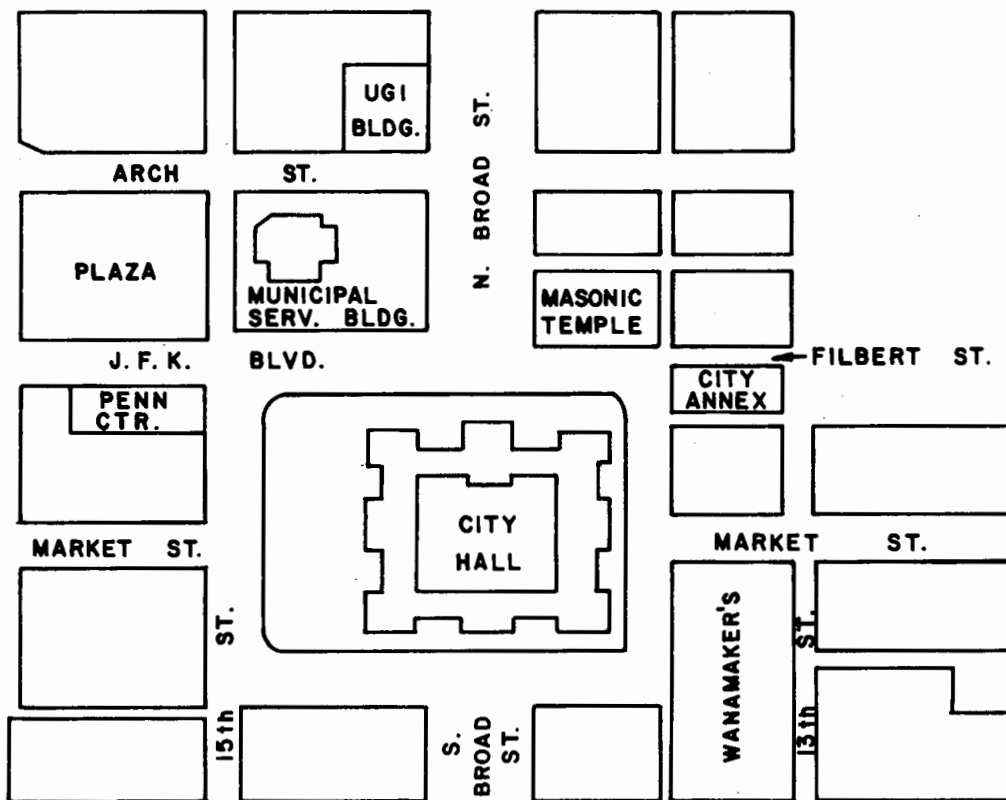 UGI
BLDG.
N. BROAD ST.
ARCH ST.
PLAZA
MUNICIPAL
SERV. BLDG.
MASONIC
TEMPLE
J. F. K. BLVD.
FILBERT ST.
PENN
CTR.
CITY
ANNEX
CITY
HALL
MARKET ST.
MARKET ST.
15th ST.
WANAMAKER'S
13th ST.
S.
BROAD
ST.